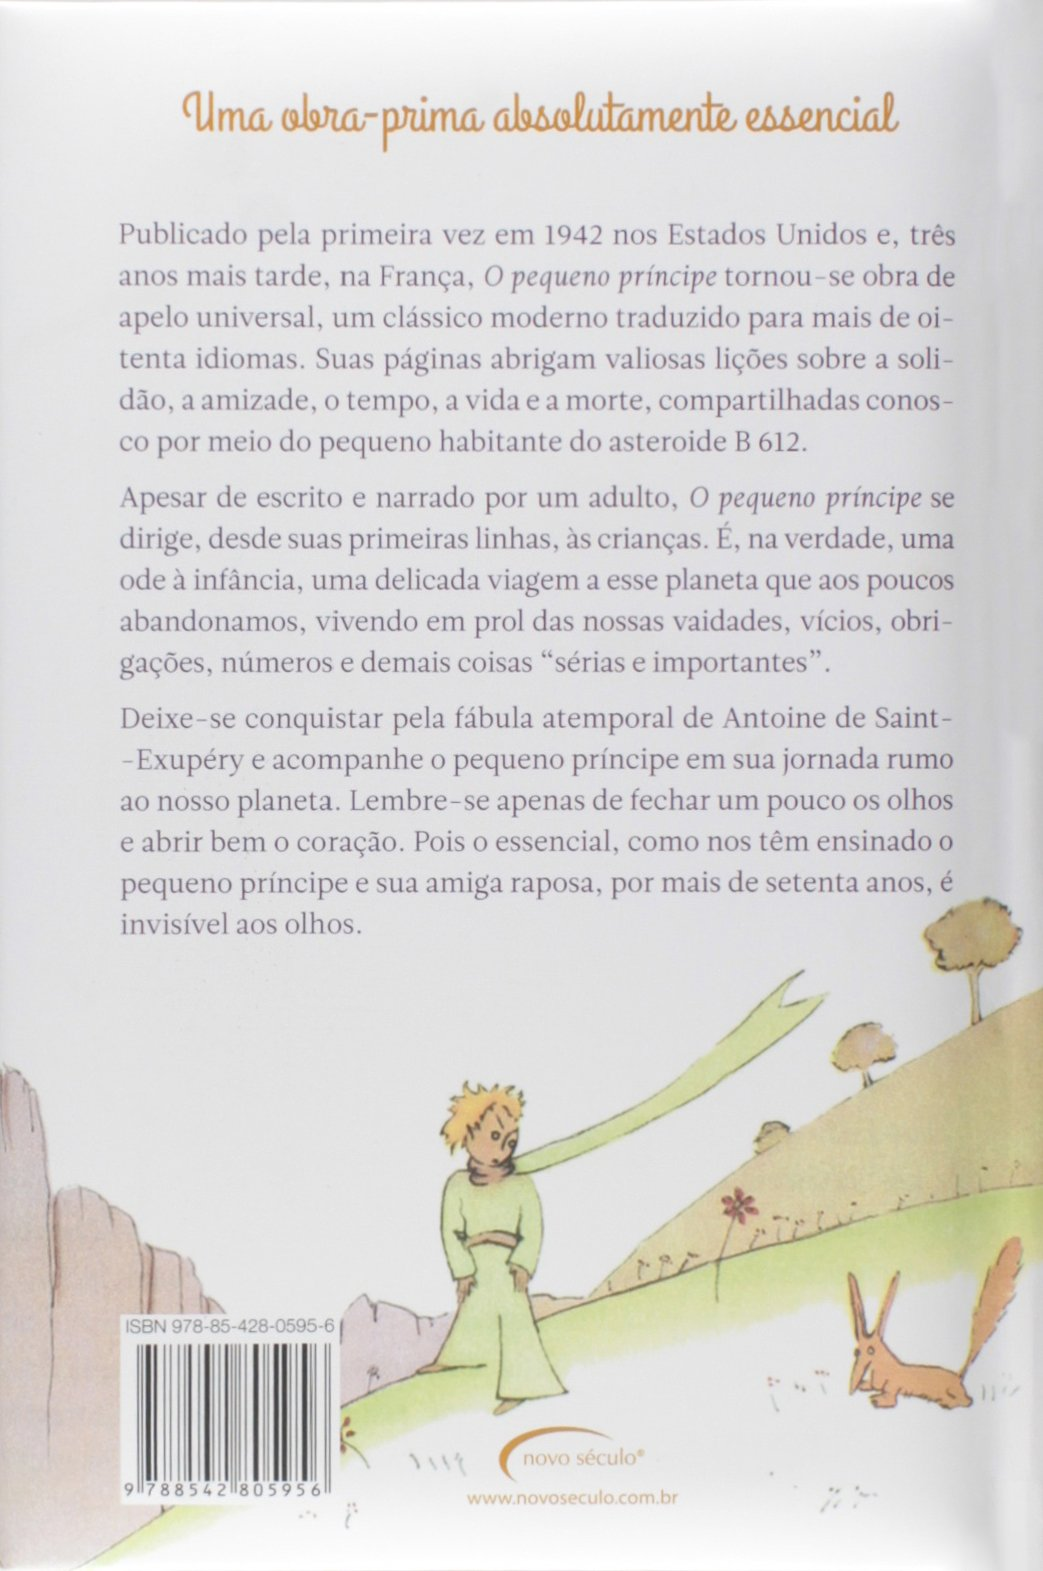 Uma obra-prima absolutamente essencial
Publicado pela primeira vez em 1942 nos Estados Unidos e, três
anos mais tarde, na França, O pequeno príncipe tornou-se obra de
apelo universal, um clássico moderno traduzido para mais de oi-
tenta idiomas. Suas páginas abrigam valiosas lições sobre a soli-
dão, a amizade, o tempo, a vida e a morte, compartilhadas conos-
co por meio do pequeno habitante do asteroide B 612.
Apesar de escrito e narrado por um adulto, O pequeno príncipe se
dirige, desde suas primeiras linhas, às crianças. É, na verdade, uma
ode à infância, uma delicada viagem a esse planeta que aos poucos
abandonamos, vivendo em prol das nossas vaidades, vícios, obri-
gações, números e demais coisas “sérias e importantes”.
Deixe-se conquistar pela fábula atemporal de Antoine de Saint-
-Exupéry e acompanhe o pequeno príncipe em sua jornada rumo
ao nosso planeta. Lembre-se apenas de fechar um pouco os olhos
e abrir bem o coração. Pois o essencial, como nos têm ensinado o
pequeno príncipe e sua amiga raposa, por mais de setenta anos, é
invisível aos olhos.
ISBN 978-85-428-0595-6
9 788542 805956
novo século®
www.novoseculo.com.br